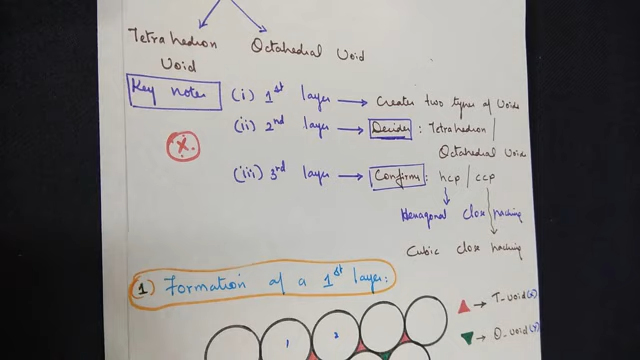 Tetrahedron Void
Octahedral Void
Key notes
(i) 1st layer → Creates two types of Voids
(ii) 2nd layer → Decides : Tetrahedron /
Octahedral Void
(iii) 3rd layer → Confirms : hcp / ccp
Hexagonal Close Packing
Cubic close packing
1) Formation of a 1st layer:
→ T-void(x)
→ O-void(y)
1 2